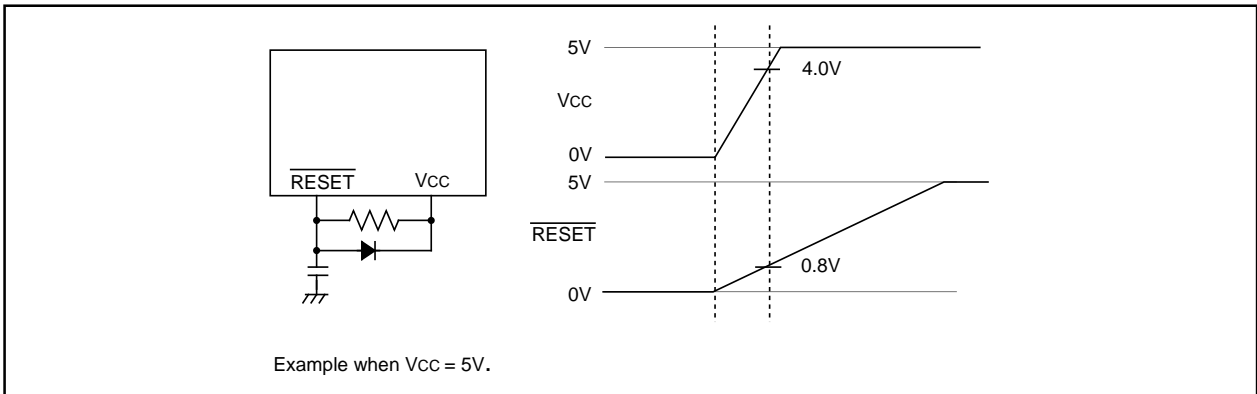 RESET VCC
5V
4.0V
VCC
0V
5V
RESET
0.8V
0V
Example when VCC = 5V.